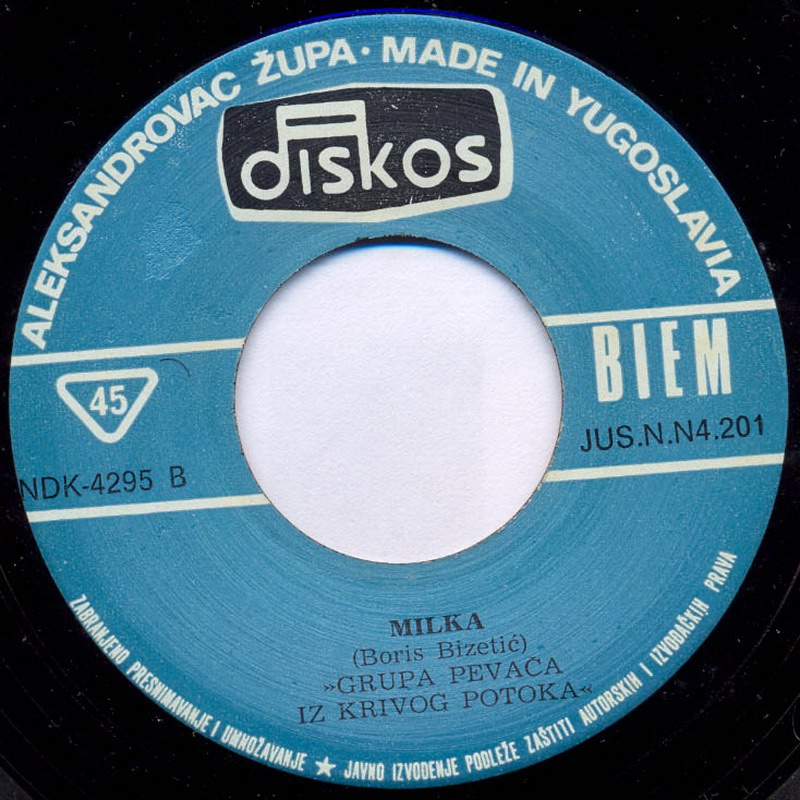 ALEKSANDROVAC ŽUPA · MADE IN YUGOSLAVIA
diskos
45
BIEM
JUS.N.N4.201
NDK-4295 B
MILKA
(Boris Bizetić)
»GRUPA PEVAČA
IZ KRIVOG POTOKA«
ZABRANJENO PRESNIMAVANJE I UMNOŽAVANJE ★ JAVNO IZVOĐENJE PODLEŽE ZAŠTITI AUTORSKIH I IZVOĐAČKIH PRAVA